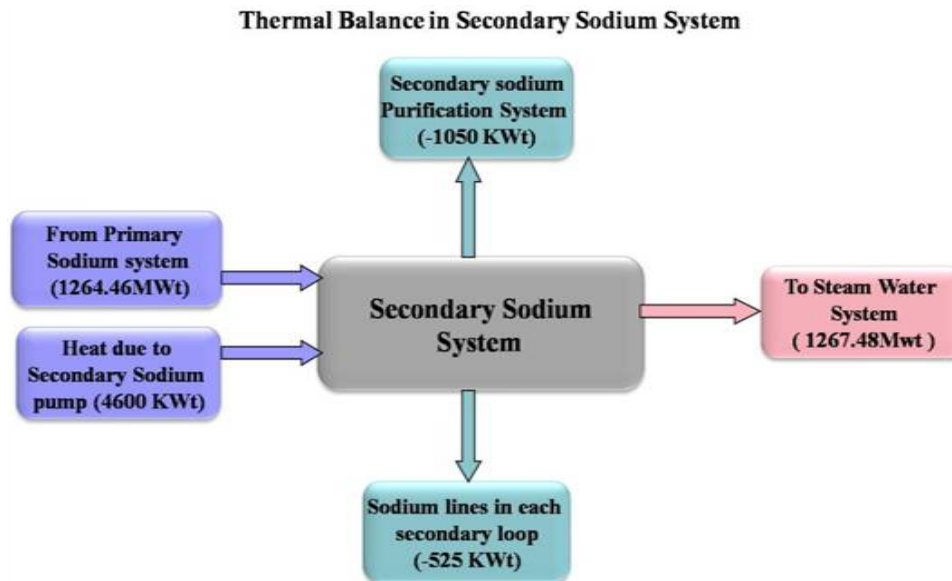 Thermal Balance in Secondary Sodium System
Secondary sodium
Purification System
(-1050 KWt)
From Primary
Sodium system
(1264.46MWt)
Heat due to
Secondary Sodium
pump (4600 KWt)
Secondary Sodium
System
To Steam Water
System
( 1267.48Mwt )
Sodium lines in each
secondary loop
(-525 KWt)